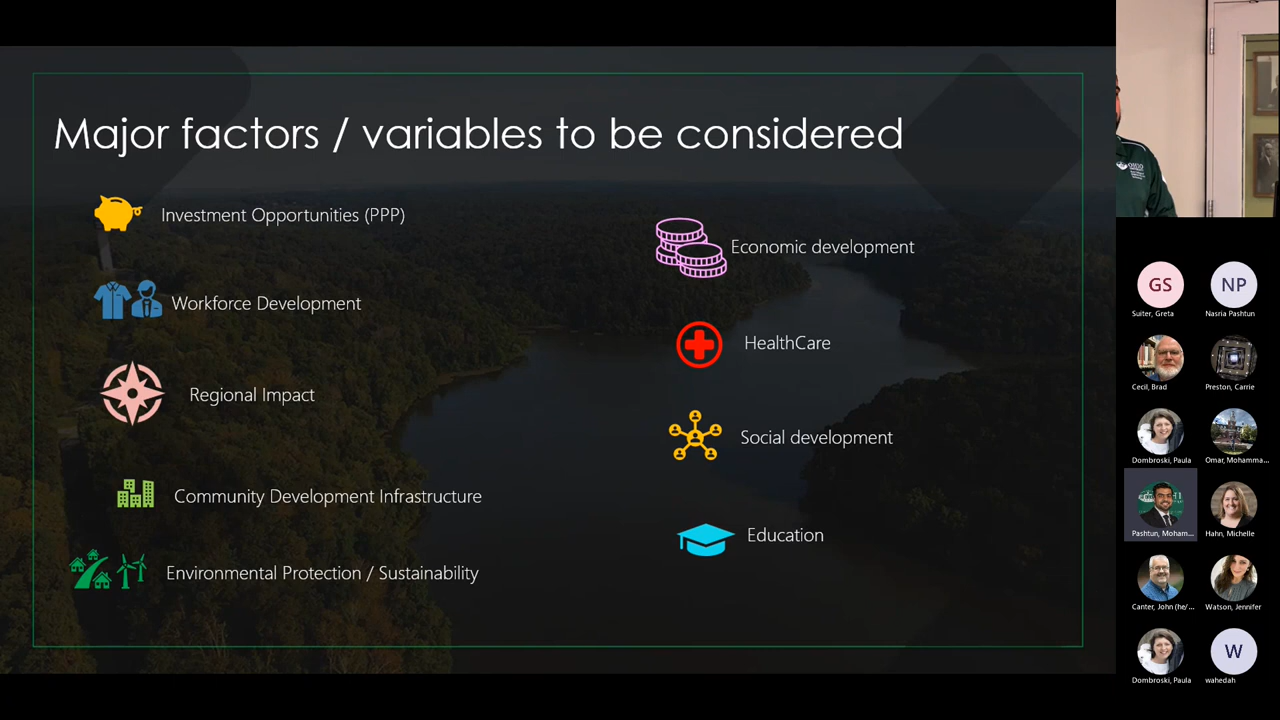 Major factors / variables to be considered
Investment Opportunities (PPP)
Workforce Development
Regional Impact
Community Development Infrastructure
Environmental Protection / Sustainability
Economic development
HealthCare
Social development
Education
OHIO
GS
NP
Suiter, Greta
Nasria Pashtun
Cecil, Brad
Preston, Carrie
Dombroski, Paula
Omar, Mohamma...
Pashtun, Moham...
Hahn, Michelle
Canter, John (he/...
Watson, Jennifer
W
Dombroski, Paula
wahedah